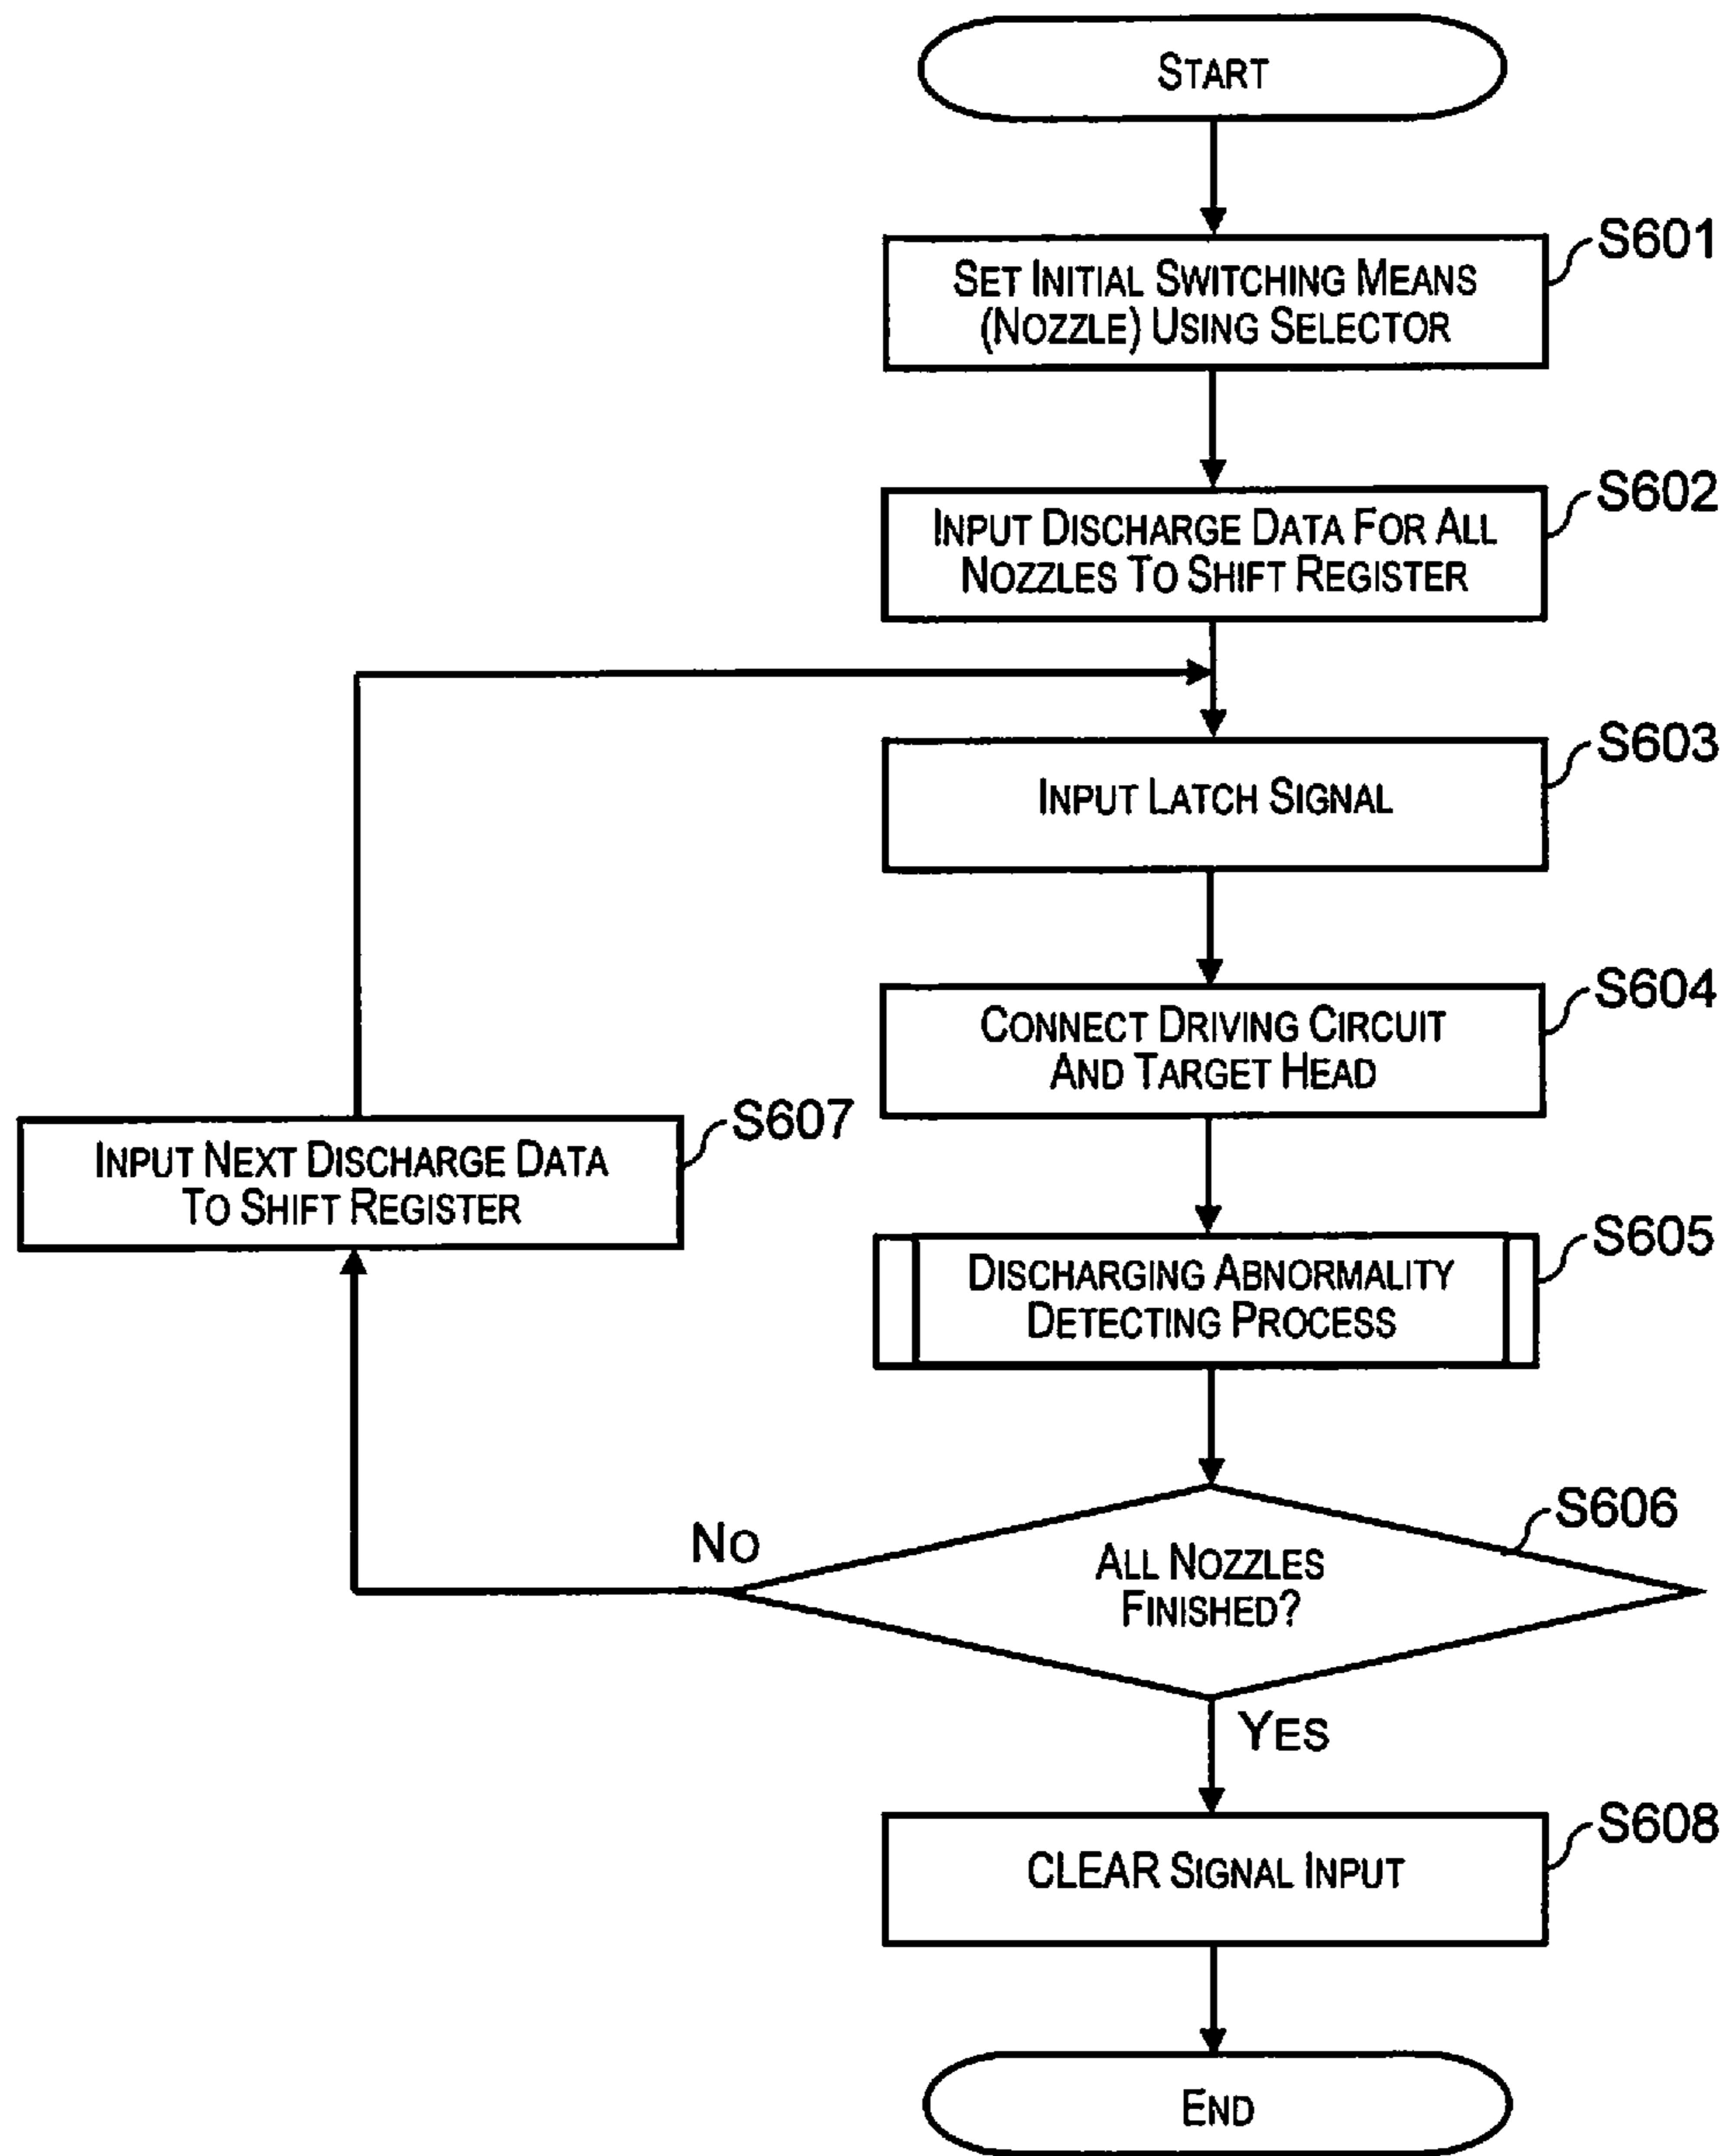 START
S601
SET INITIAL SWITCHING MEANS
(NOZZLE) USING SELECTOR
S602
INPUT DISCHARGE DATA FOR ALL
NOZZLES TO SHIFT REGISTER
S603
INPUT LATCH SIGNAL
S604
CONNECT DRIVING CIRCUIT
AND TARGET HEAD
S607
INPUT NEXT DISCHARGE DATA
TO SHIFT REGISTER
S605
DISCHARGING ABNORMALITY
DETECTING PROCESS
S606
NO
ALL NOZZLES
FINISHED?
YES
S608
CLEAR SIGNAL INPUT
END